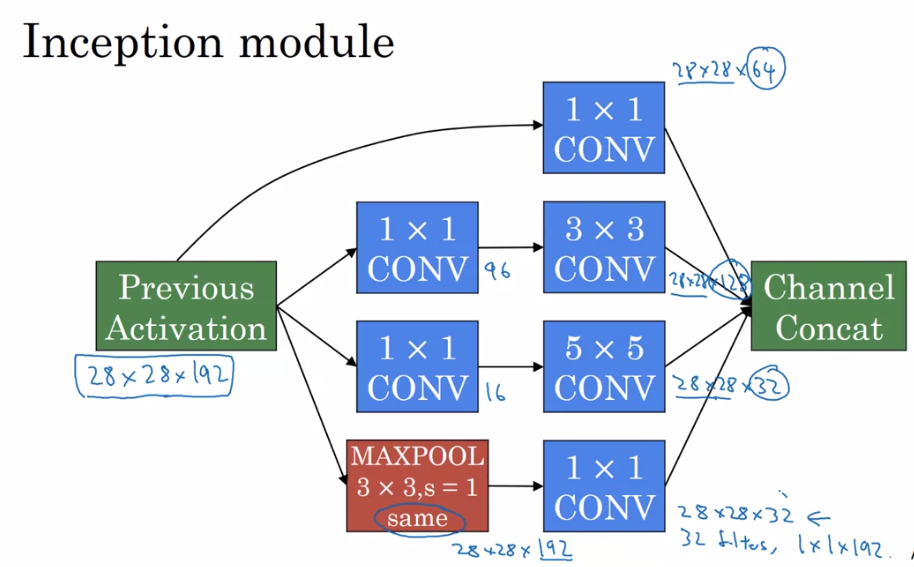 Inception module
28×28×64
1 × 1
CONV
1 × 1
CONV
96
3 × 3
CONV
28×28×128
Previous
Activation
28×28×192
Channel
Concat
1 × 1
CONV
16
5 × 5
CONV
28×28×32
MAXPOOL
3 × 3,s = 1
same
28×28×192
1 × 1
CONV
28×28×32 ←
32 filters, 1×1×192.